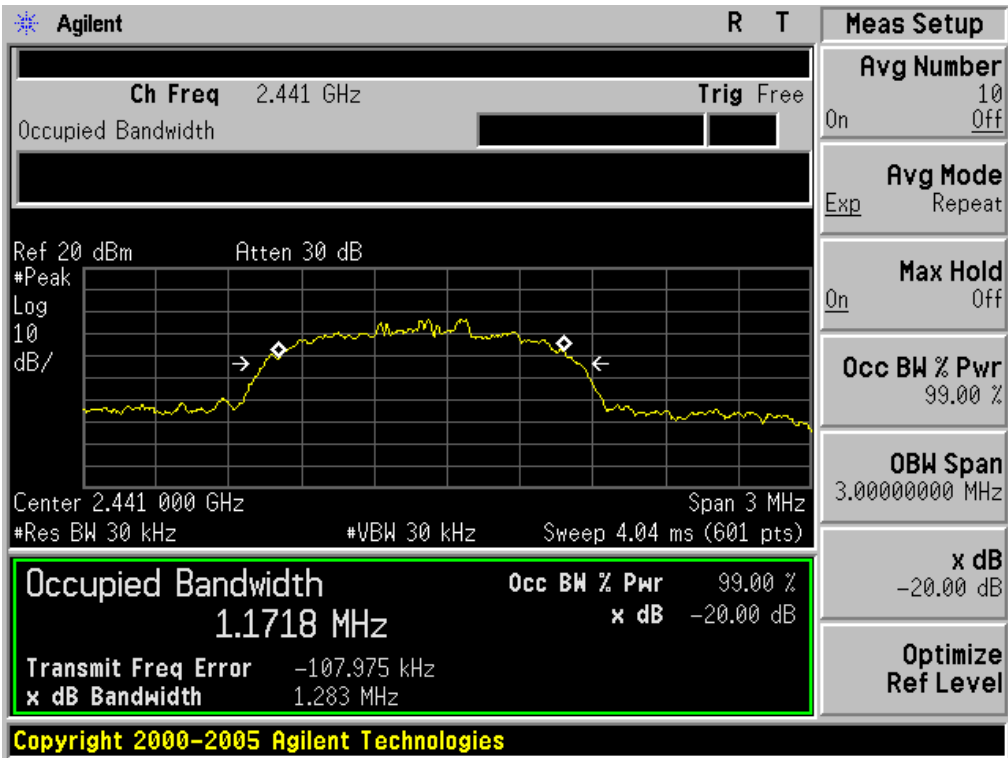 Agilent R T
Ch Freq 2.441 GHz Trig Free
Occupied Bandwidth
Ref 20 dBm Atten 30 dB
#Peak
Log
10
dB/
Center 2.441 000 GHz Span 3 MHz
#Res BW 30 kHz #VBW 30 kHz Sweep 4.04 ms (601 pts)
Occupied Bandwidth Occ BW % Pwr 99.00 %
1.1718 MHz x dB -20.00 dB
Transmit Freq Error -107.975 kHz
x dB Bandwidth 1.283 MHz
Copyright 2000-2005 Agilent Technologies
Meas Setup
Avg Number
10
On Off
Avg Mode
Exp Repeat
Max Hold
On Off
Occ BW % Pwr
99.00 %
OBW Span
3.00000000 MHz
x dB
-20.00 dB
Optimize
Ref Level